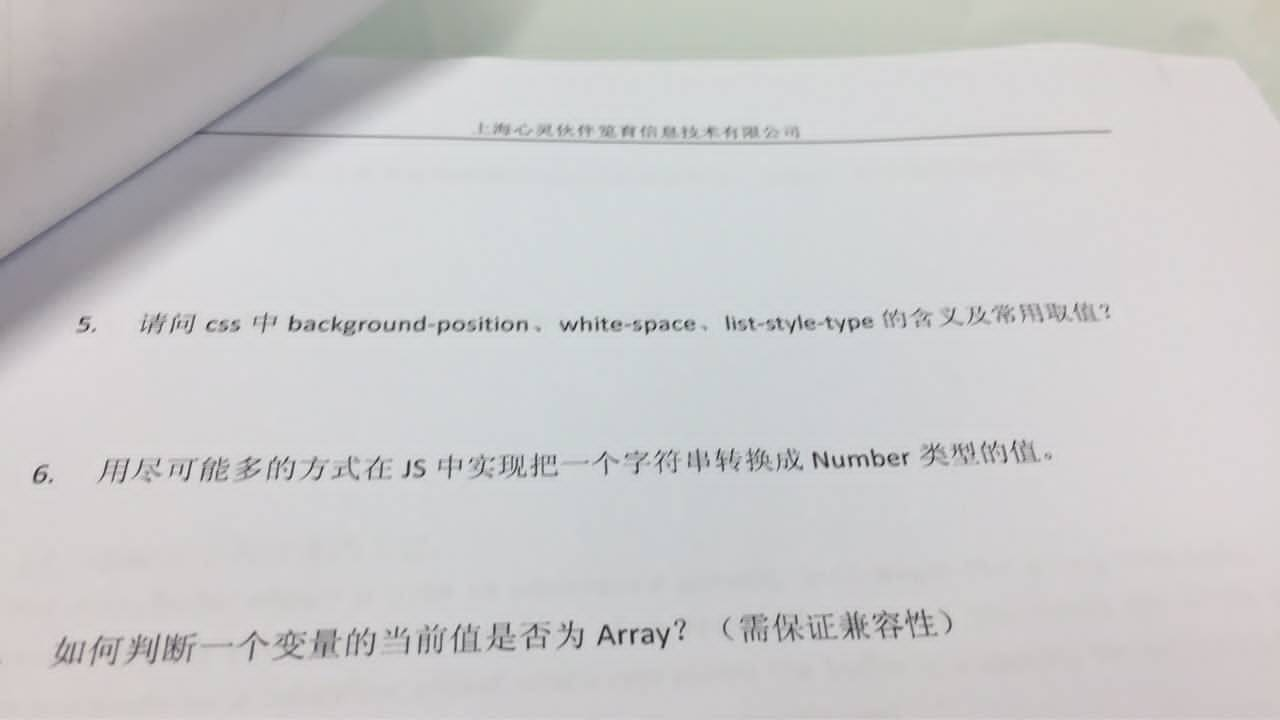 上海心灵伙伴览育信息技术有限公司
5. 请问 css 中 background-position、white-space、list-style-type 的含义及常用取值？
6. 用尽可能多的方式在 JS 中实现把一个字符串转换成 Number 类型的值。
如何判断一个变量的当前值是否为 Array？（需保证兼容性）